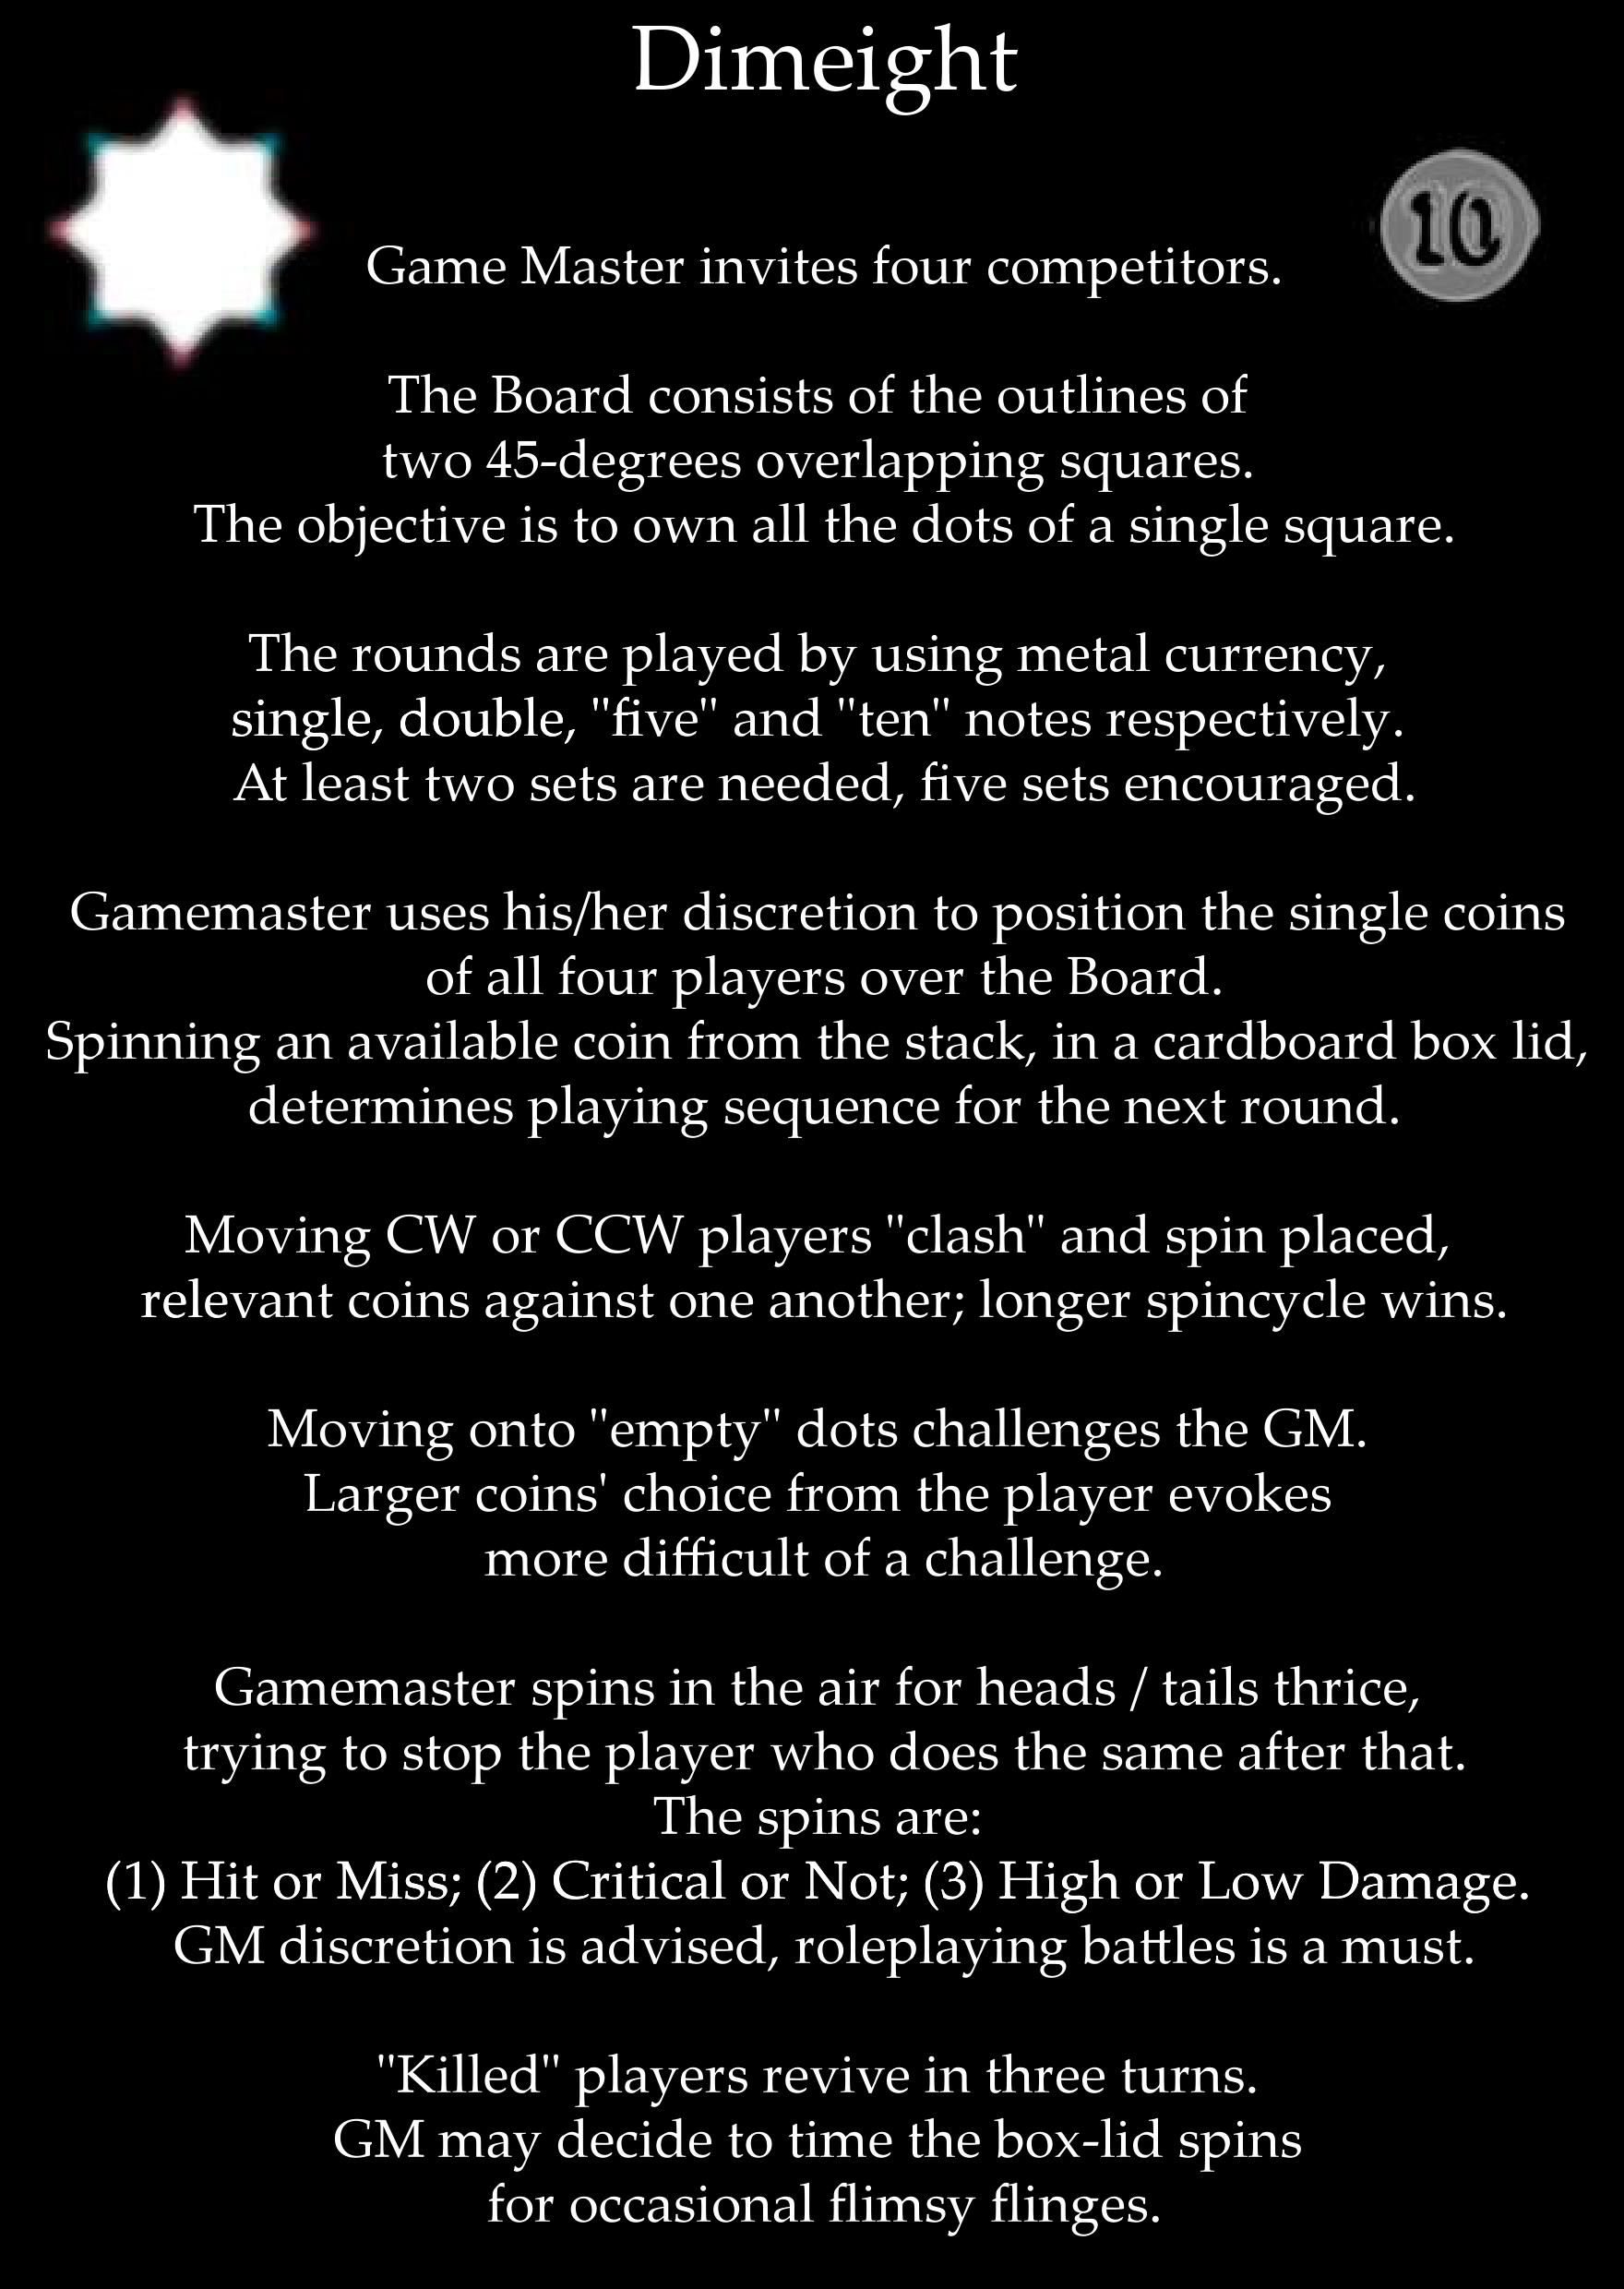 Dimeight
10
Game Master invites four competitors.
The Board consists of the outlines of
two 45-degrees overlapping squares.
The objective is to own all the dots of a single square.
The rounds are played by using metal currency,
single, double, "five" and "ten" notes respectively.
At least two sets are needed, five sets encouraged.
Gamemaster uses his/her discretion to position the single coins
of all four players over the Board.
Spinning an available coin from the stack, in a cardboard box lid,
determines playing sequence for the next round.
Moving CW or CCW players "clash" and spin placed,
relevant coins against one another; longer spincycle wins.
Moving onto "empty" dots challenges the GM.
Larger coins' choice from the player evokes
more difficult of a challenge.
Gamemaster spins in the air for heads / tails thrice,
trying to stop the player who does the same after that.
The spins are:
(1) Hit or Miss; (2) Critical or Not; (3) High or Low Damage.
GM discretion is advised, roleplaying battles is a must.
"Killed" players revive in three turns.
GM may decide to time the box-lid spins
for occasional flimsy flinges.